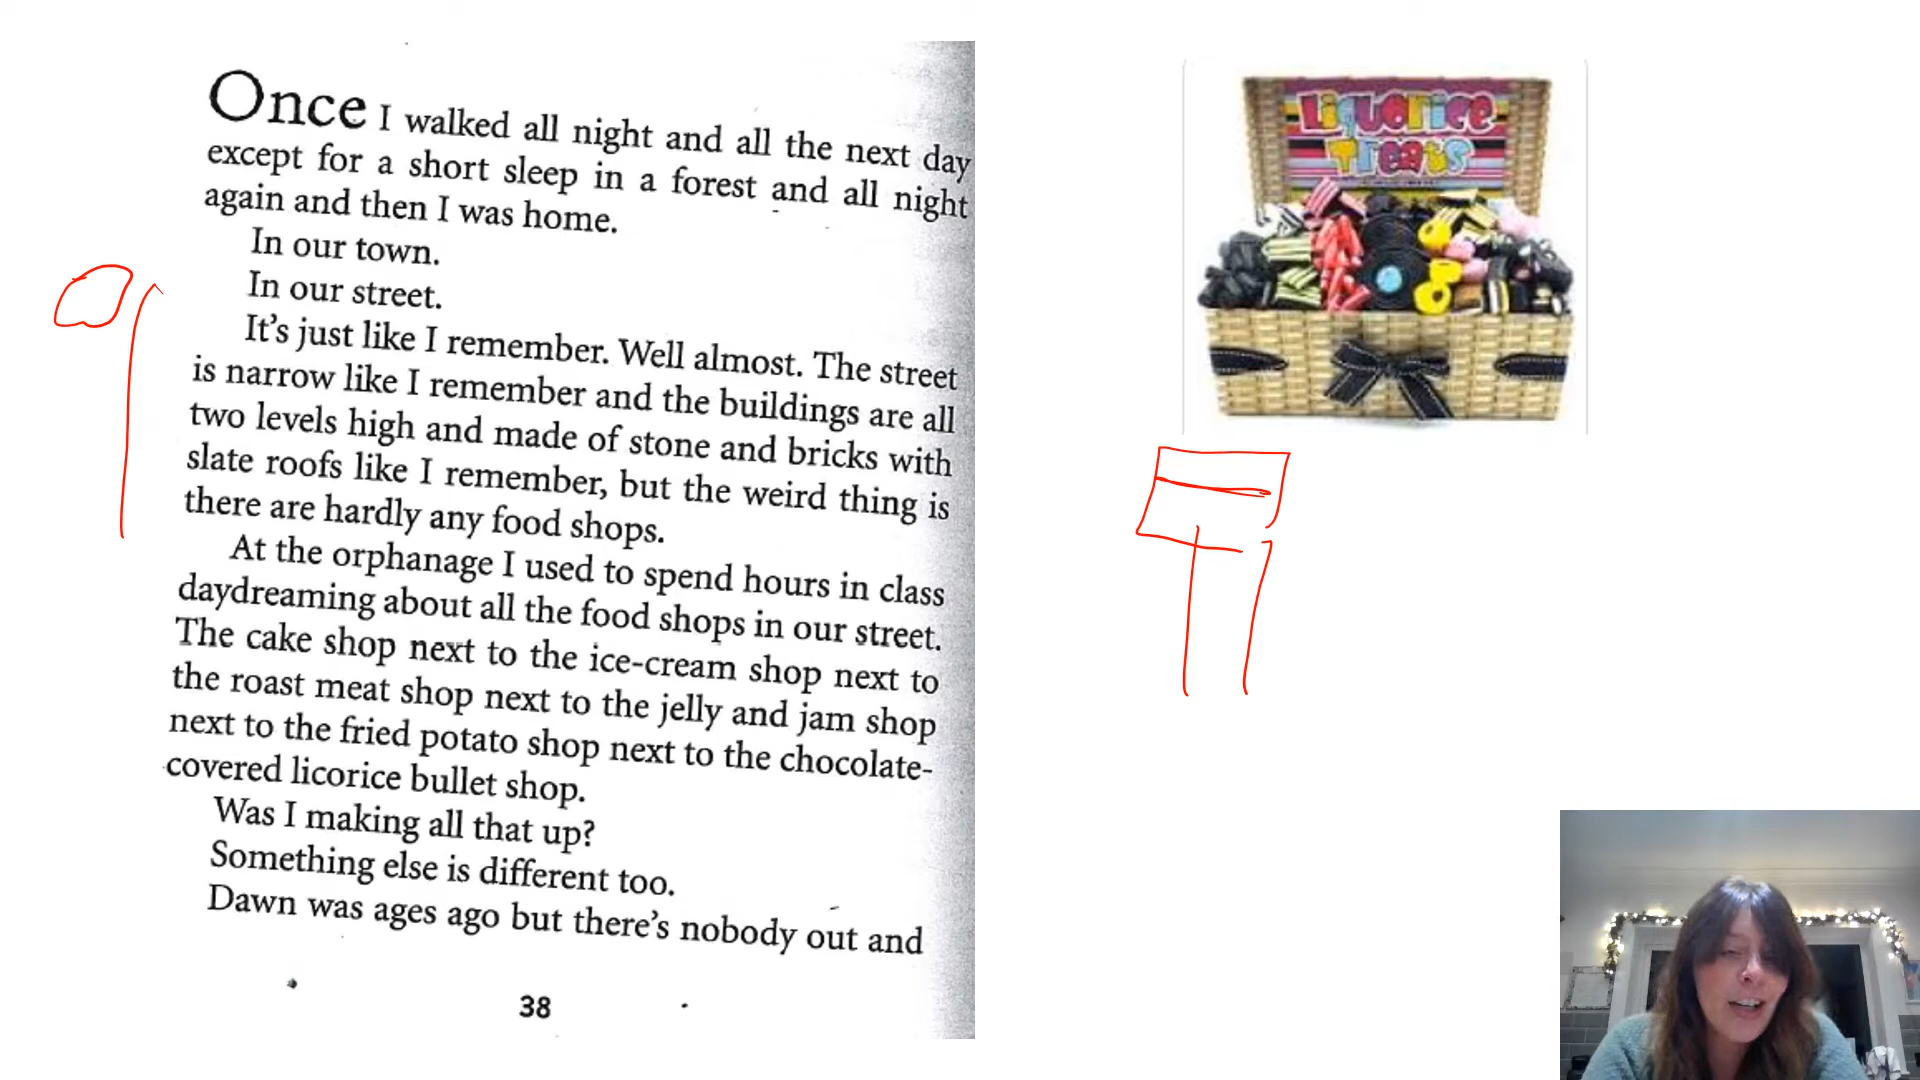 Once I walked all night and all the next day
except for a short sleep in a forest and all night
again and then I was home.
In our town.
In our street.
It's just like I remember. Well almost. The street
is narrow like I remember and the buildings are all
two levels high and made of stone and bricks with
slate roofs like I remember, but the weird thing is
there are hardly any food shops.
At the orphanage I used to spend hours in class
daydreaming about all the food shops in our street.
The cake shop next to the ice-cream shop next to
the roast meat shop next to the jelly and jam shop
next to the fried potato shop next to the chocolate-
covered licorice bullet shop.
Was I making all that up?
Something else is different too.
Dawn was ages ago but there's nobody out and
38
Liquorice
Treats